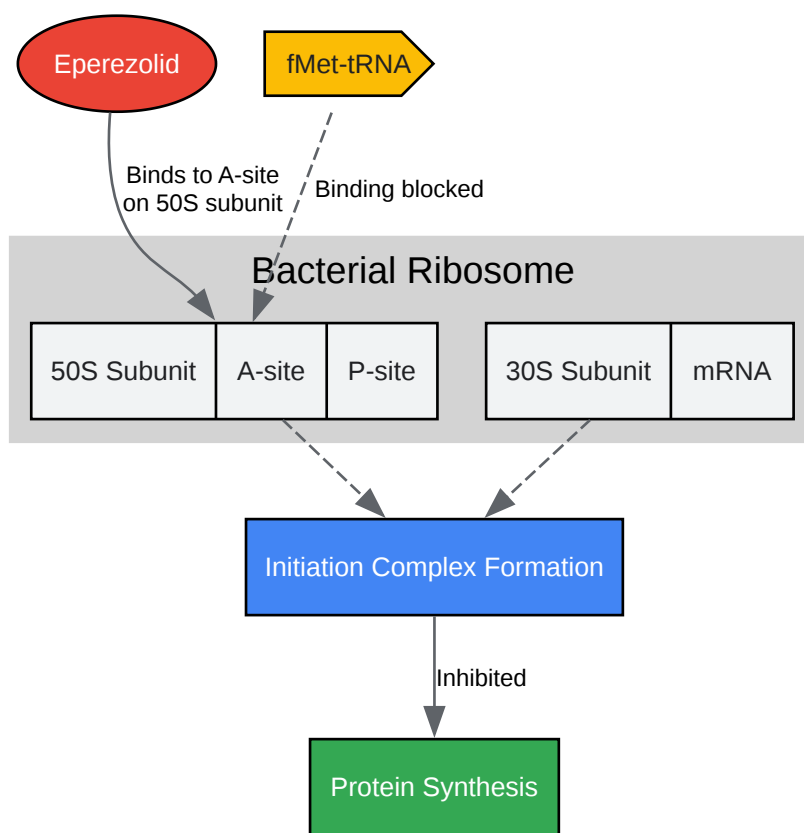 Eperezolid
fMet-tRNA
Binds to A-site
on 50S subunit
Binding blocked
Bacterial Ribosome
50S Subunit
A-site
P-site
30S Subunit
mRNA
Initiation Complex Formation
Inhibited
Protein Synthesis